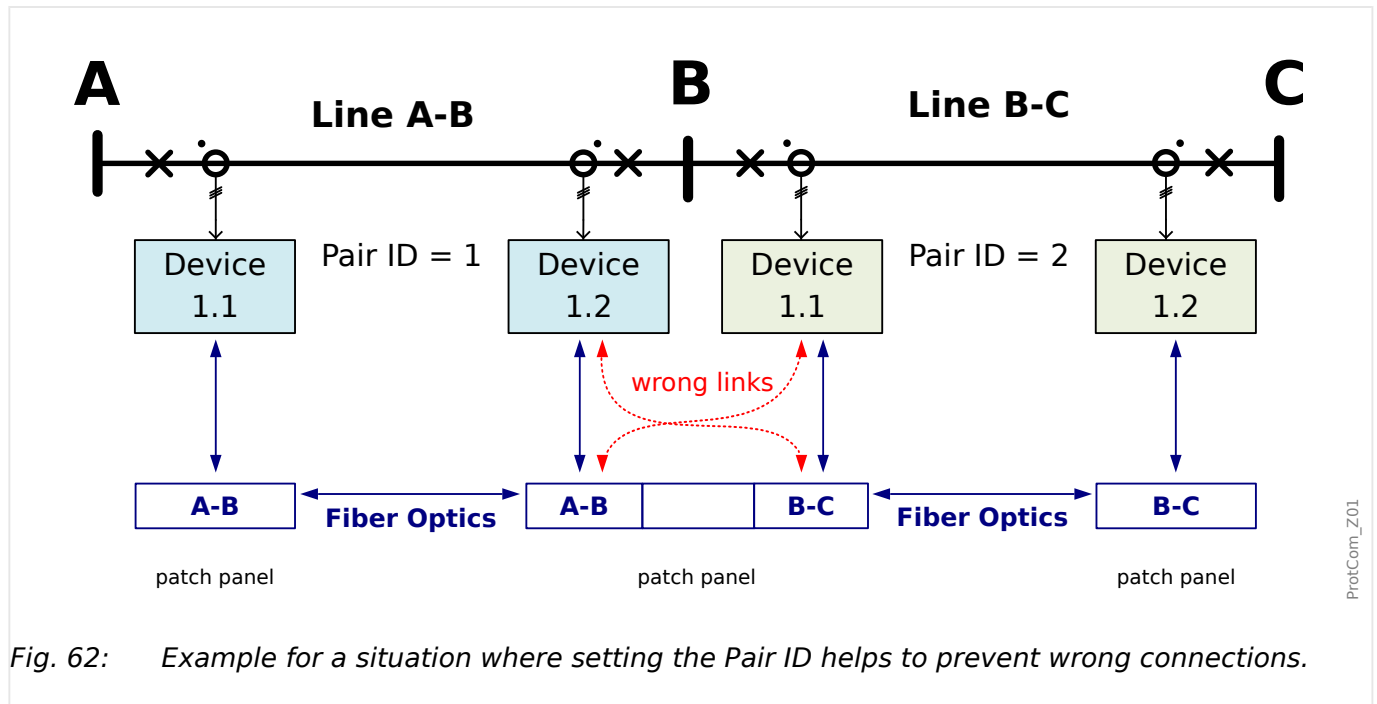 A
B
C
Line A-B
Line B-C
Device
1.1
Pair ID = 1
Device
1.2
Device
1.1
Pair ID = 2
Device
1.2
wrong links
A-B
Fiber Optics
A-B
B-C
Fiber Optics
B-C
patch panel
patch panel
patch panel
ProtCom_Z01
Fig. 62: Example for a situation where setting the Pair ID helps to prevent wrong connections.